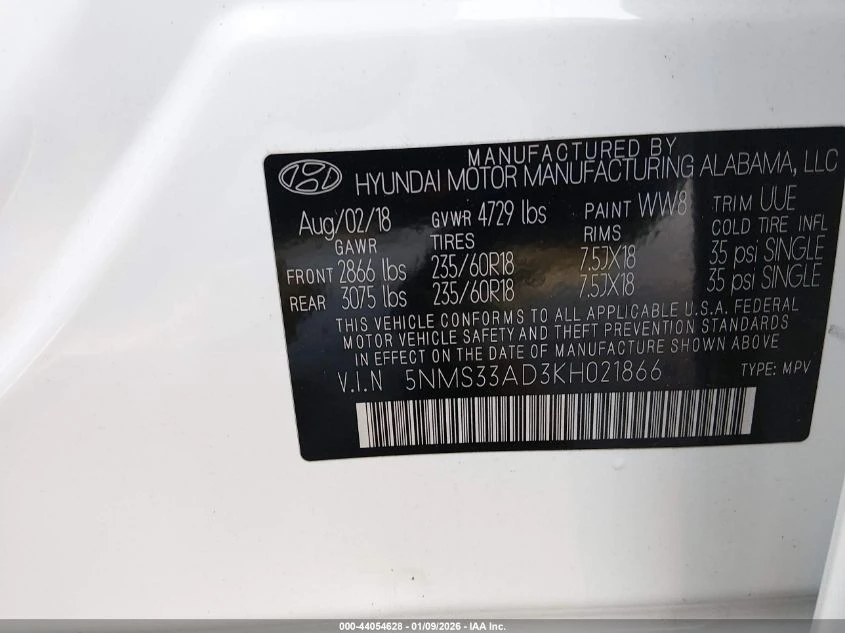 MANUFACTURED BY
HYUNDAI MOTOR MANUFACTURING ALABAMA, LLC
Aug/02/18 GVWR 4729 lbs PAINT WW8 TRIM UUE
GAWR TIRES RIMS COLD TIRE INFL
FRONT 2866 lbs 235/60R18 7.5JX18 35 psi SINGLE
REAR 3075 lbs 235/60R18 7.5JX18 35 psi SINGLE
THIS VEHICLE CONFORMS TO ALL APPLICABLE U.S.A. FEDERAL
MOTOR VEHICLE SAFETY AND THEFT PREVENTION STANDARDS
IN EFFECT ON THE DATE OF MANUFACTURE SHOWN ABOVE
V.I.N 5NMS33AD3KH021866 TYPE: MPV
000-44054628 - 01/09/2026 - IAA Inc.